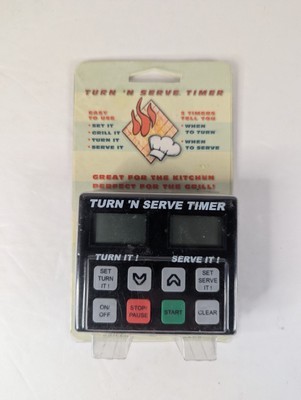 TURN 'N SERVE TIMER
EASY
TO USE
• SET IT
• GRILL IT
• TURN IT
• SERVE IT
2 TIMERS
TELL YOU
• WHEN
TO TURN
• WHEN
TO SERVE
GREAT FOR THE KITCHEN
PERFECT FOR THE GRILL!
TURN 'N SERVE TIMER
TURN IT !
SERVE IT !
SET
TURN
IT !
SET
SERVE
IT !
ON/
OFF
STOP/
PAUSE
START
CLEAR